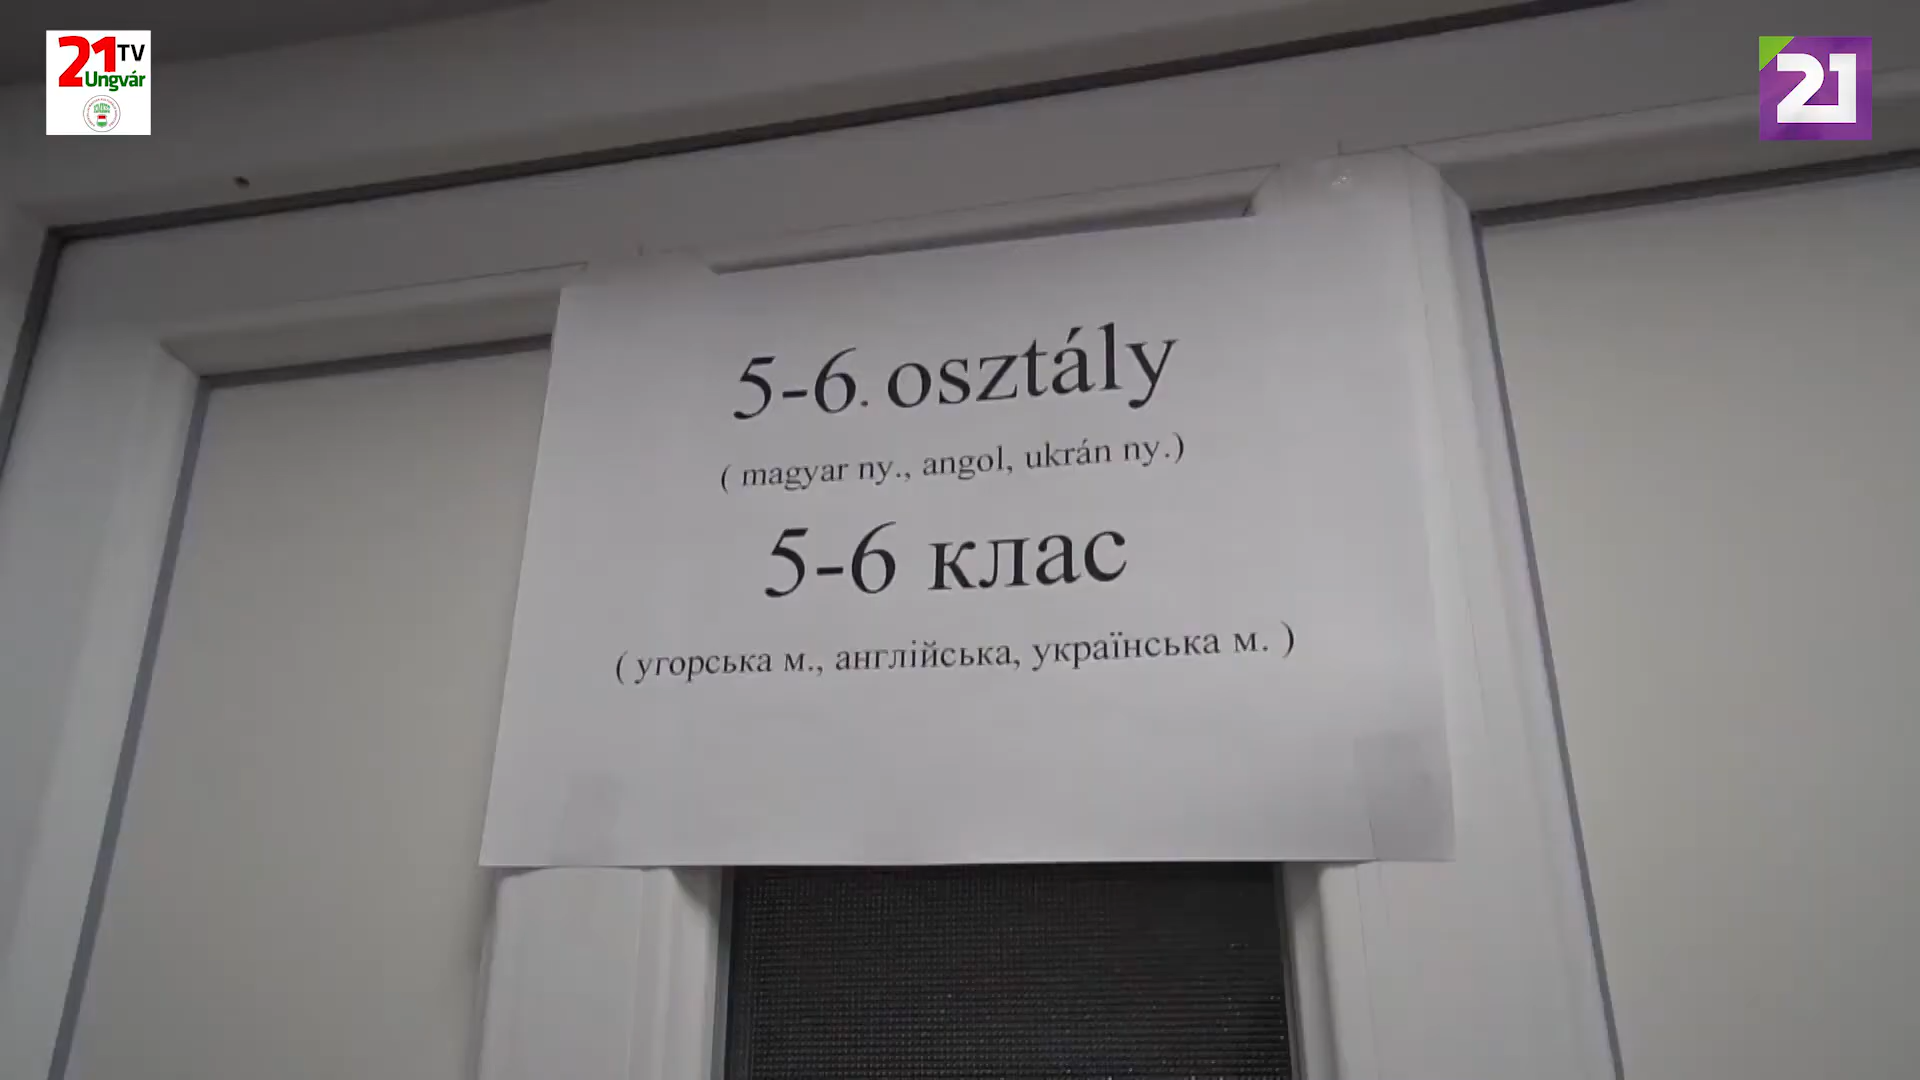 21 TV
Ungvár
21
5-6. osztály
( magyar ny., angol, ukrán ny.)
5-6 клас
( угорська м., англійська, українська м. )